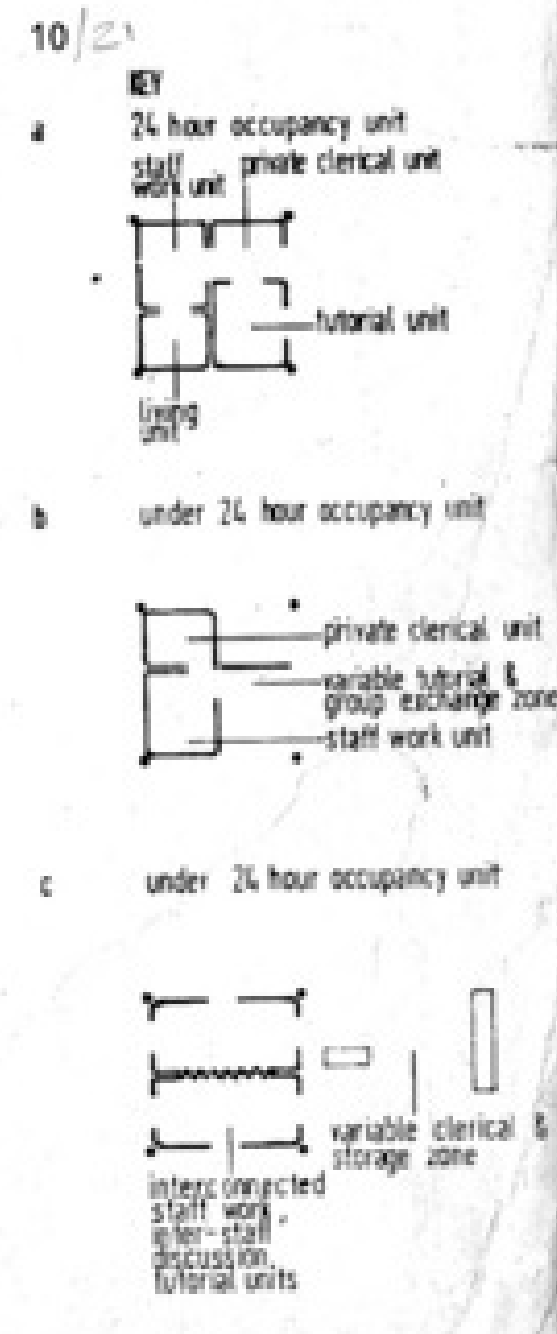 10/21
KEY
a 24 hour occupancy unit
staff work unit
private clerical unit
tutorial unit
living unit
b under 24 hour occupancy unit
private clerical unit
variable tutorial &
group exchange zone
staff work unit
c under 24 hour occupancy unit
variable clerical &
storage zone
interconnected
staff work,
inter-staff
discussion,
tutorial units